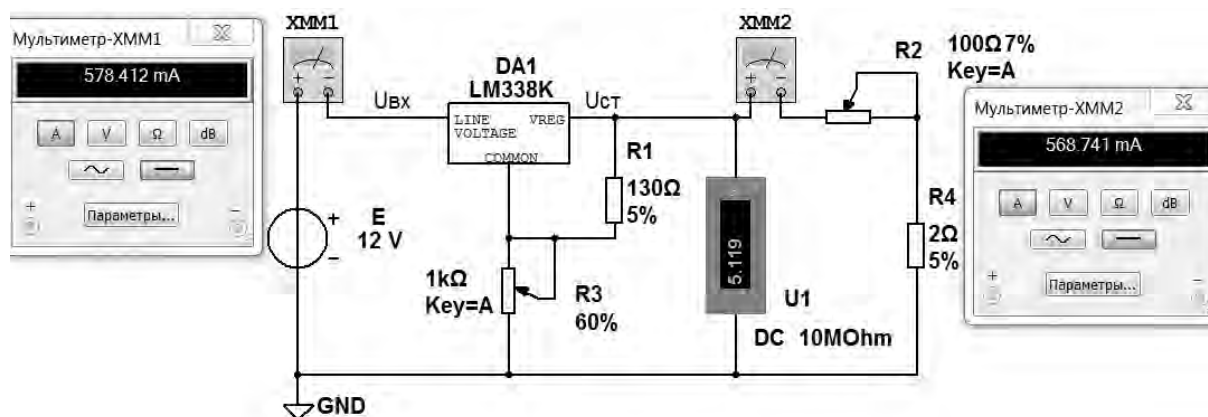 XMM1
XMM2
Мультиметр-XMM1
578.412 mA
A
V
Ω
dB
Параметры...
+
-
+
-
Uвх
DA1
LM338K
LINE
VOLTAGE
VREG
COMMON
Uст
+
-
R2
100Ω 7%
Key=A
Мультиметр-XMM2
568.741 mA
A
V
Ω
dB
Параметры...
+
-
R1
130Ω
5%
E
12 V
+
-
1kΩ
Key=A
R3
60%
5.119
U1
DC 10MOhm
R4
2Ω
5%
GND